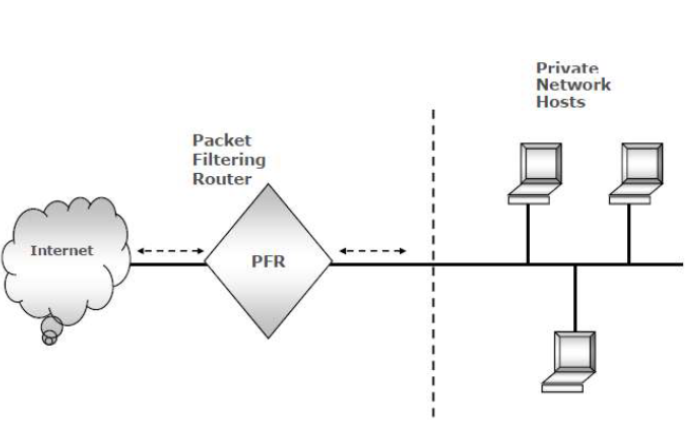 Private
Network
Hosts
Packet
Filtering
Router
Internet
PFR